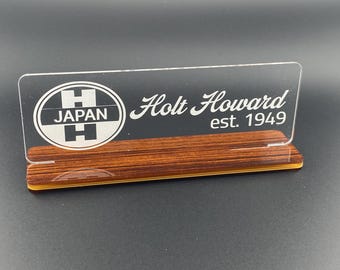 H
JAPAN
H
Holt Howard
est. 1949